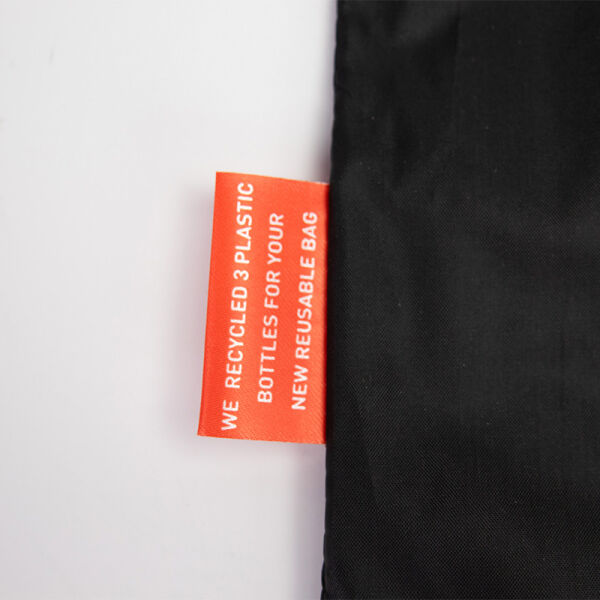 WE RECYCLED 3 PLASTIC
BOTTLES FOR YOUR
NEW REUSABLE BAG